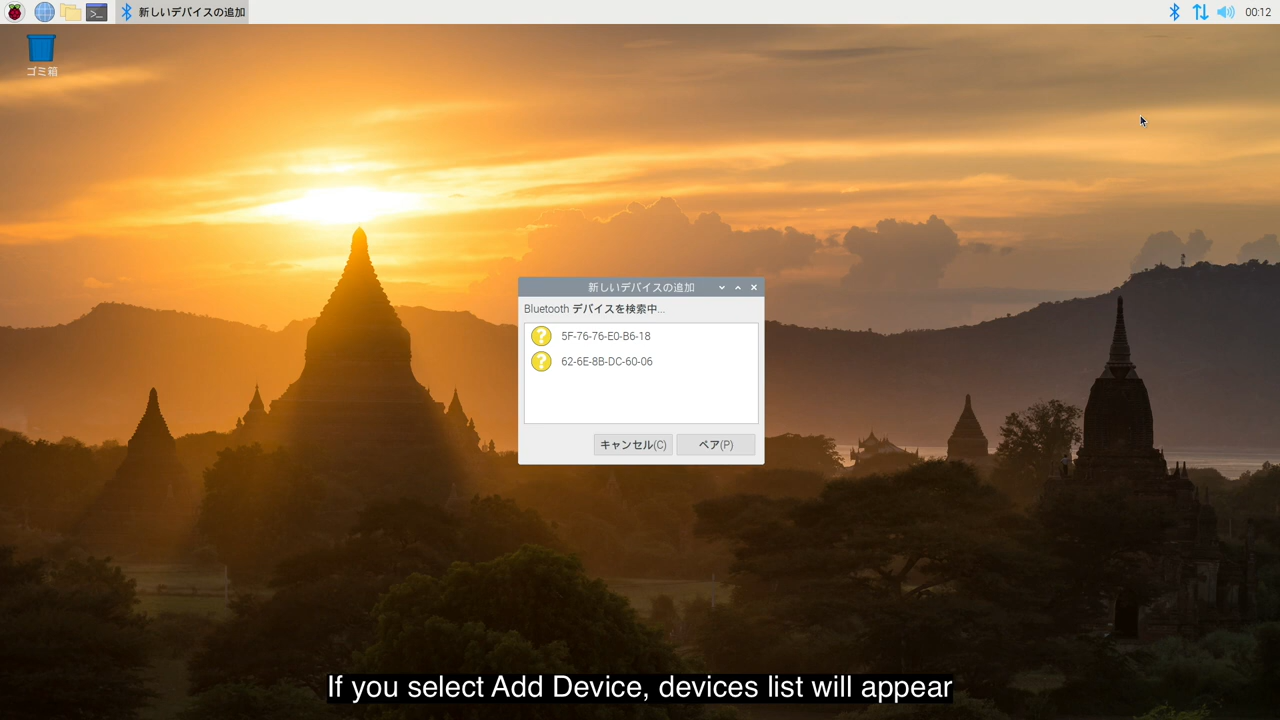 新しいデバイスの追加
00:12
ゴミ箱
新しいデバイスの追加
Bluetooth デバイスを検索中...
5F-76-76-E0-B6-18
62-6E-8B-DC-60-06
キャンセル(C)
ペア(P)
If you select Add Device, devices list will appear